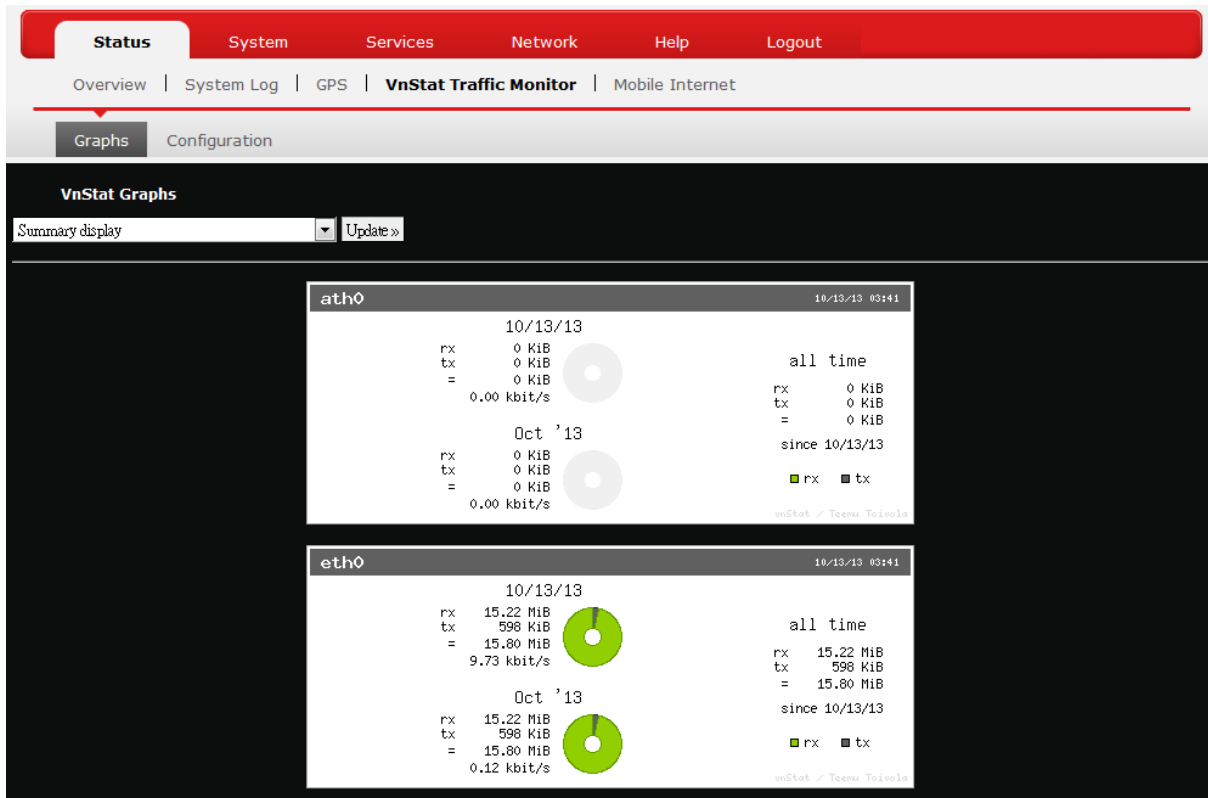 Status System Services Network Help Logout
Overview System Log GPS VnStat Traffic Monitor Mobile Internet
Graphs Configuration
VnStat Graphs
Summary display Update »
ath0 10/13/13 03:41
10/13/13
rx 0 KiB
tx 0 KiB
= 0 KiB
0.00 kbit/s
Oct '13
rx 0 KiB
tx 0 KiB
= 0 KiB
0.00 kbit/s
all time
rx 0 KiB
tx 0 KiB
= 0 KiB
since 10/13/13
rx tx
vnStat / Teemu Toivola
eth0 10/13/13 03:41
10/13/13
rx 15.22 MiB
tx 598 KiB
= 15.80 MiB
9.73 kbit/s
Oct '13
rx 15.22 MiB
tx 598 KiB
= 15.80 MiB
0.12 kbit/s
all time
rx 15.22 MiB
tx 598 KiB
= 15.80 MiB
since 10/13/13
rx tx
vnStat / Teemu Toivola